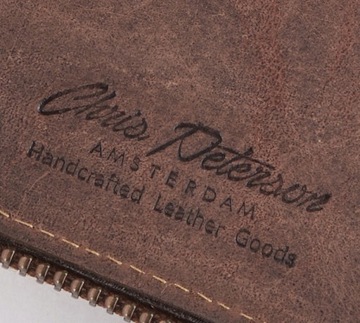 Chris Peterson
AMSTERDAM
Handcrafted Leather Goods